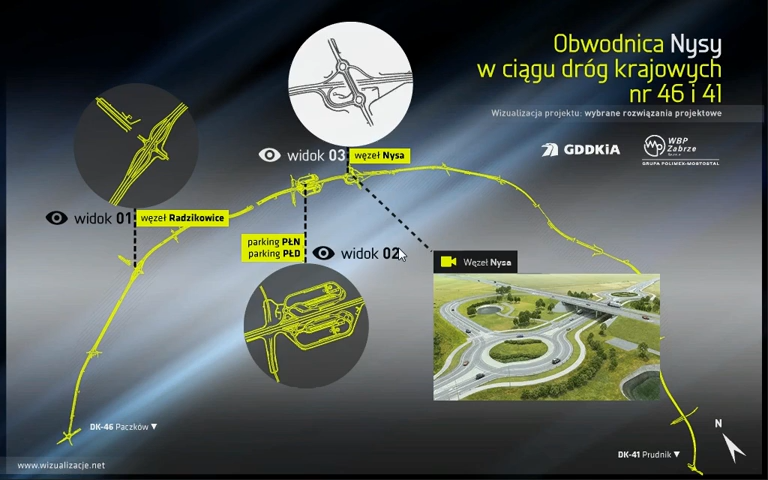 Obwodnica Nysy
w ciągu dróg krajowych
nr 46 i 41
Wizualizacja projektu: wybrane rozwiązania projektowe
GDDKiA
WBP
Zabrze
GRUPA POLIMEX-MOSTOSTAL
widok 03
węzeł Nysa
widok 01
węzeł Radzikowice
parking PŁN
parking PŁD
widok 02
Węzeł Nysa
DK-46 Paczków ▼
DK-41 Prudnik ▼
N
www.wizualizacje.net